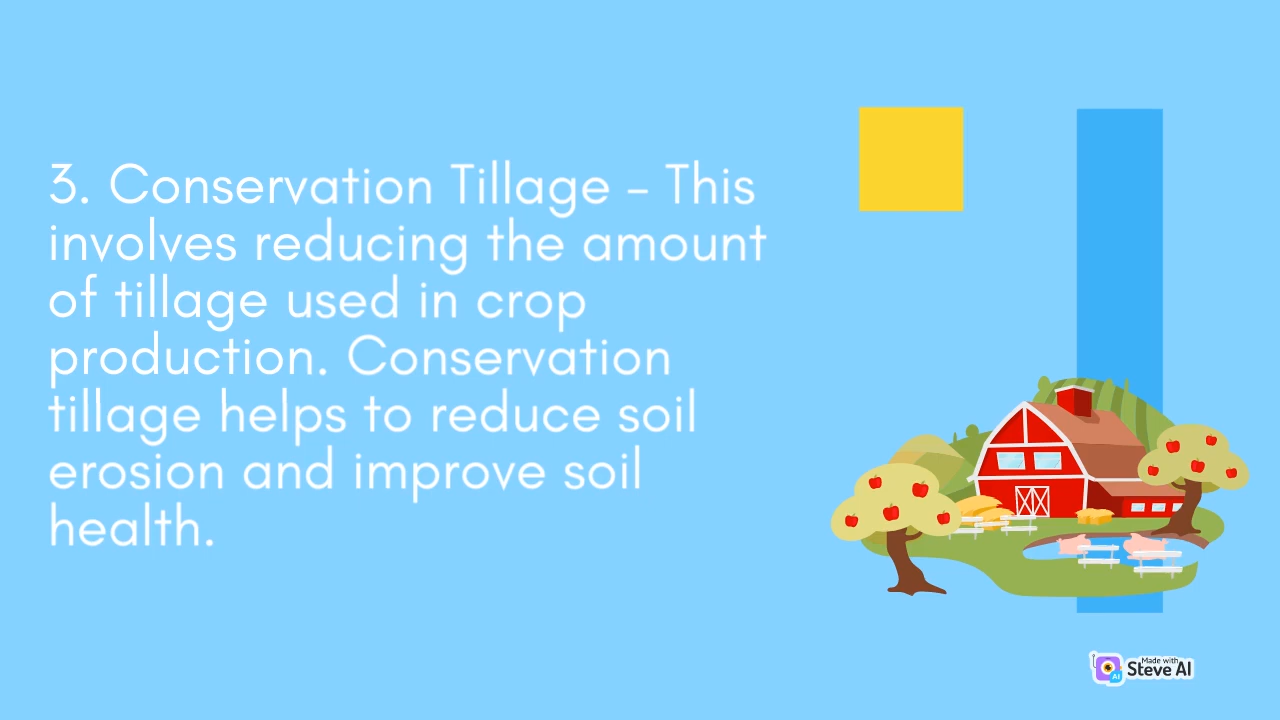 3. Conservation Tillage – This
involves reducing the amount
of tillage used in crop
production. Conservation
tillage helps to reduce soil
erosion and improve soil
health.
Made with
Steve AI
AI